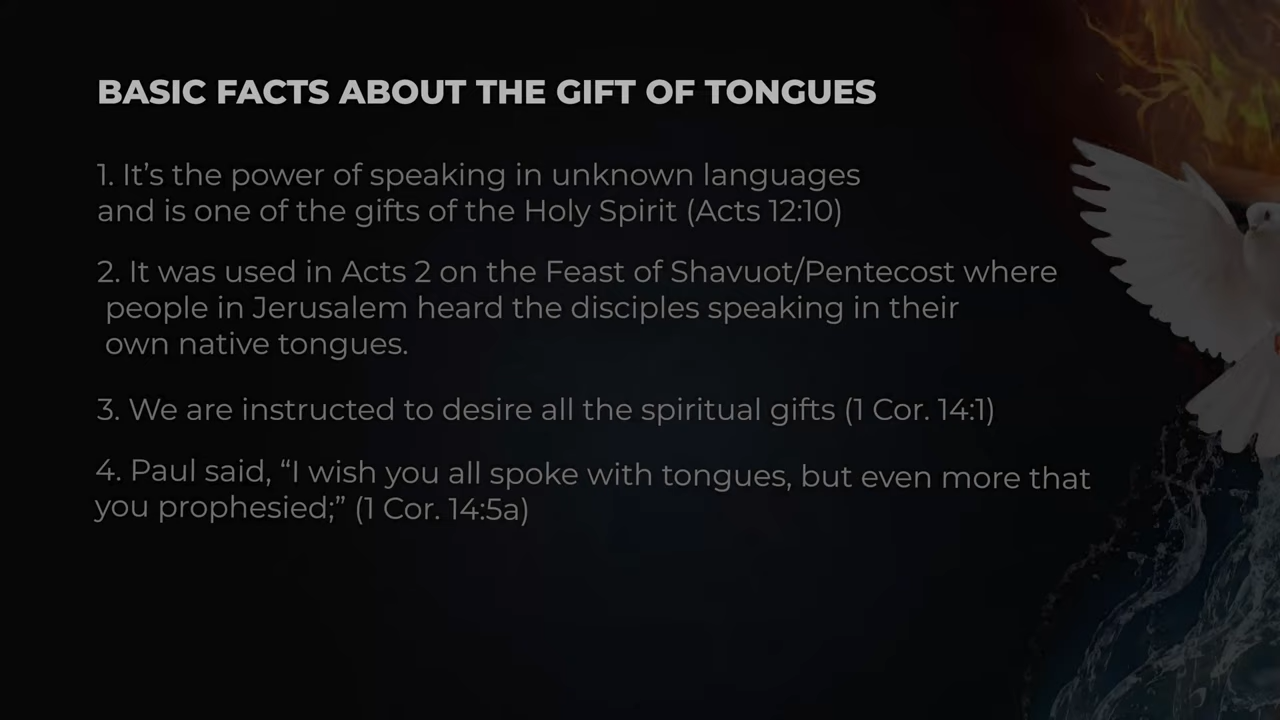 BASIC FACTS ABOUT THE GIFT OF TONGUES
1. It’s the power of speaking in unknown languages
and is one of the gifts of the Holy Spirit (Acts 12:10)
2. It was used in Acts 2 on the Feast of Shavuot/Pentecost where
people in Jerusalem heard the disciples speaking in their
own native tongues.
3. We are instructed to desire all the spiritual gifts (1 Cor. 14:1)
4. Paul said, “I wish you all spoke with tongues, but even more that
you prophesied;” (1 Cor. 14:5a)